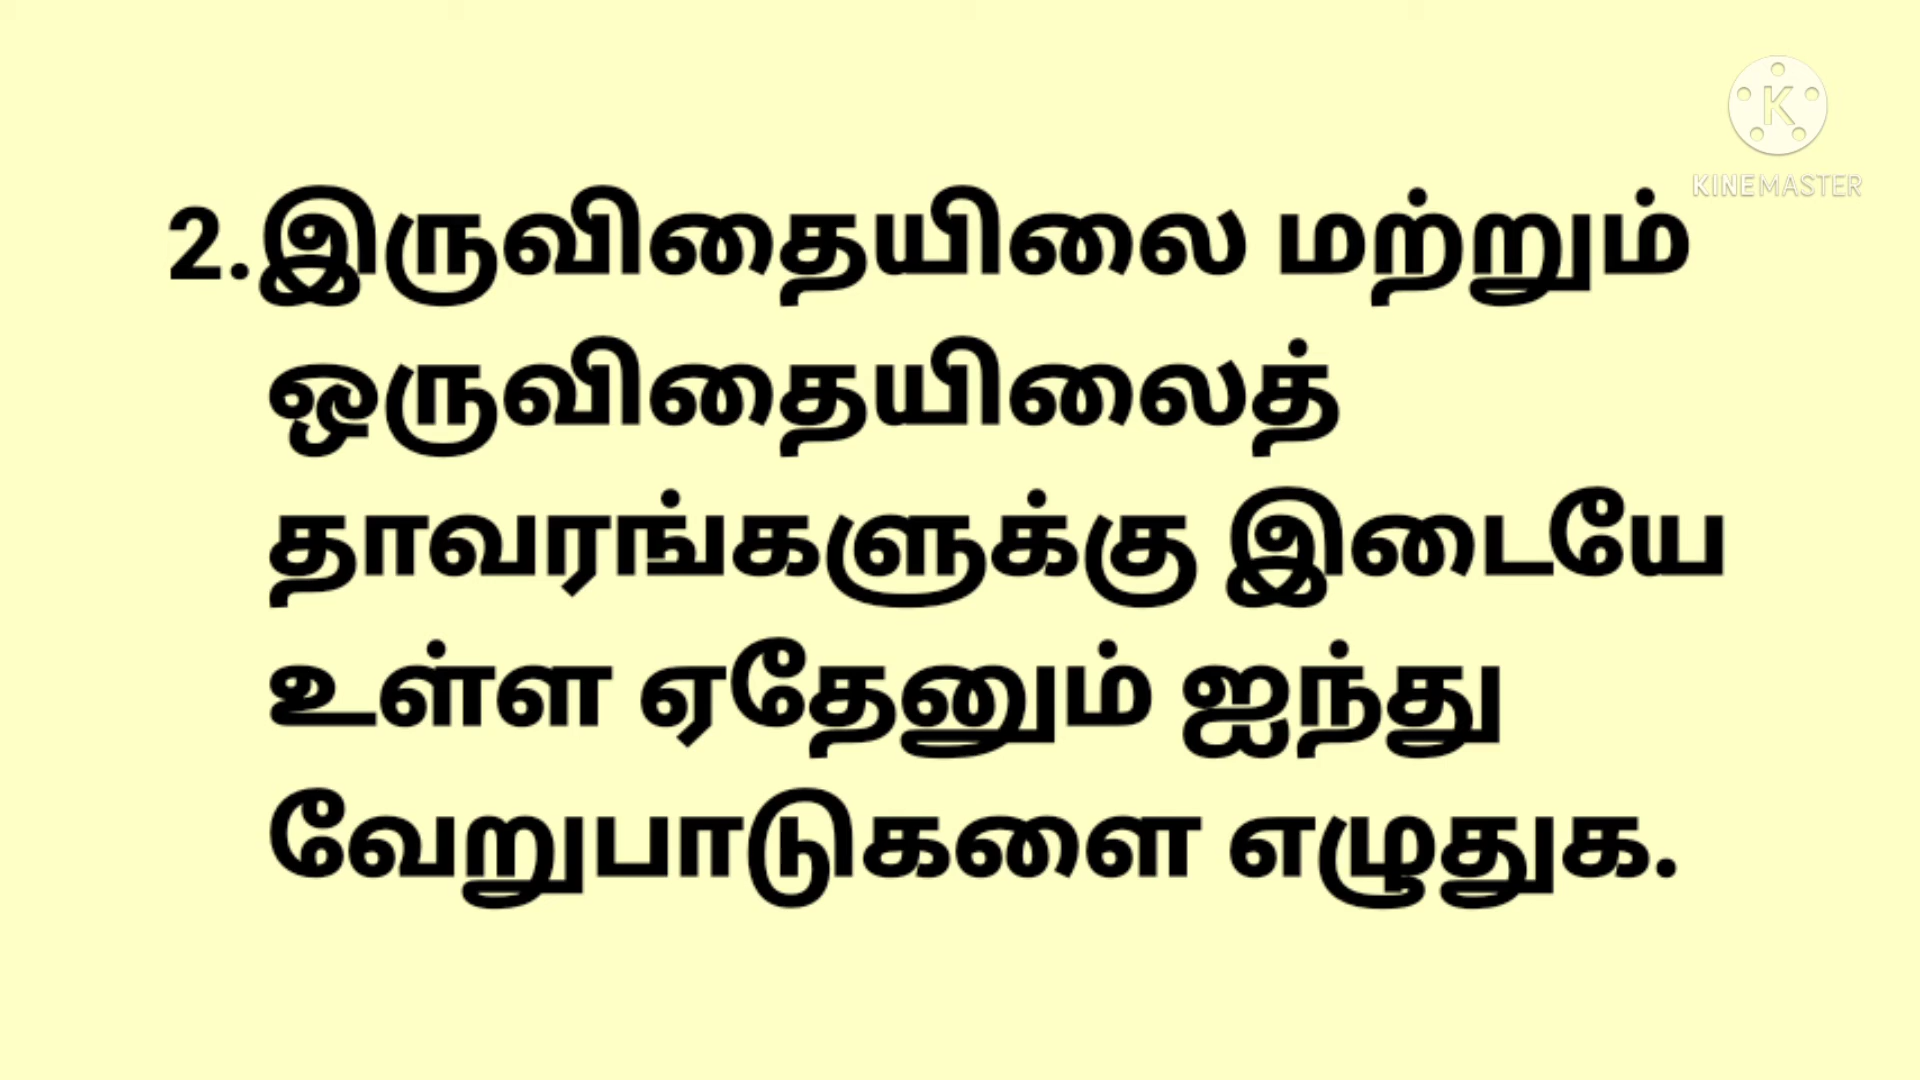 K
KINEMASTER
2.இருவிதையிலை மற்றும்
ஒருவிதையிலைத்
தாவரங்களுக்கு இடையே
உள்ள ஏதேனும் ஐந்து
வேறுபாடுகளை எழுதுக.